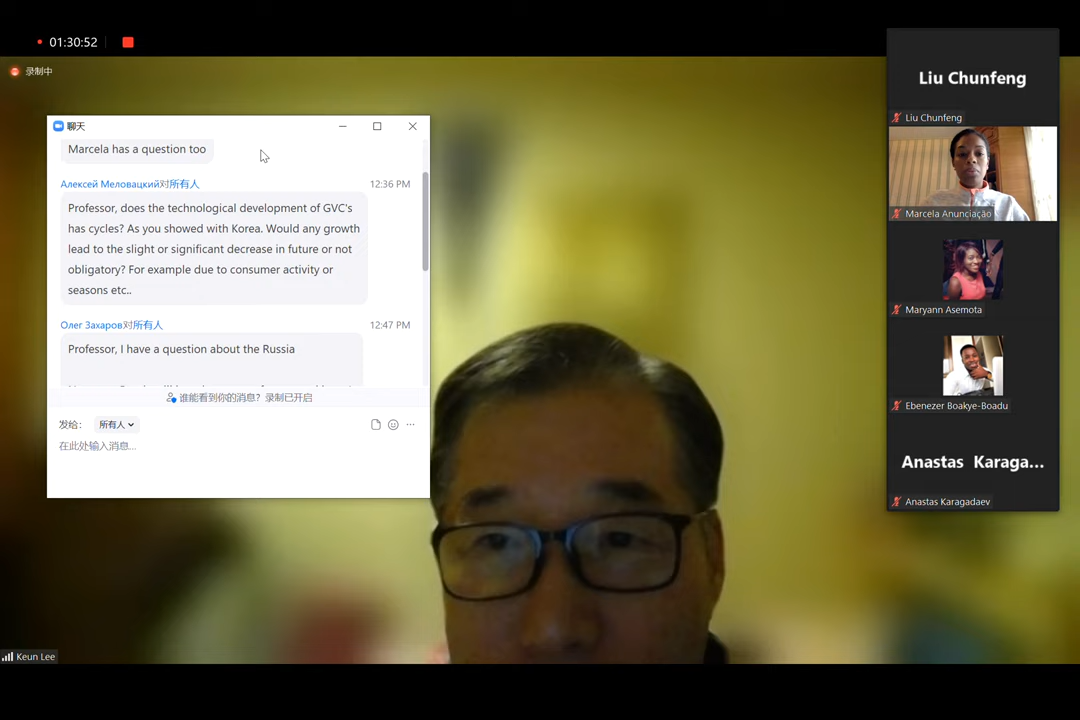 01:30:52
录制中
聊天
Marcela has a question too
Алексей Меловацкий对所有人 12:36 PM
Professor, does the technological development of GVC's
has cycles? As you showed with Korea. Would any growth
lead to the slight or significant decrease in future or not
obligatory? For example due to consumer activity or
seasons etc..
Олег Захаров对所有人 12:47 PM
Professor, I have a question about the Russia
谁能看到你的消息? 录制已开启
发给: 所有人
在此处输入消息...
Keun Lee
Liu Chunfeng
Liu Chunfeng
Marcela Anunciação
Maryann Asemota
Ebenezer Boakye-Boadu
Anastas Karaga...
Anastas Karagadaev